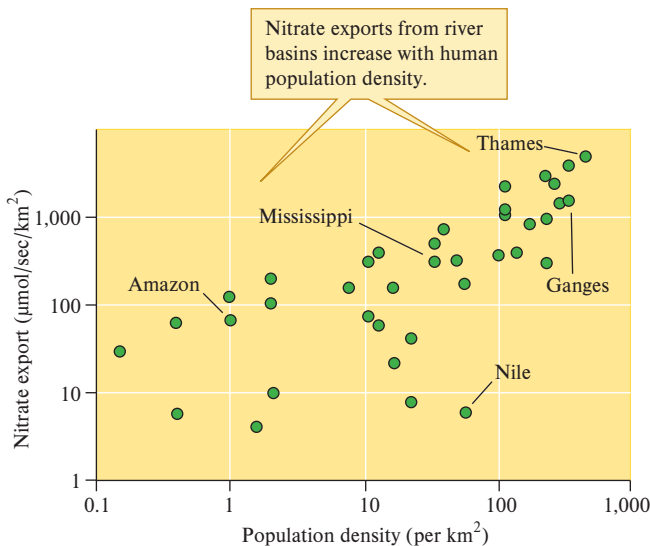 Nitrate exports from river
basins increase with human
population density.
Thames
Mississippi
Amazon
Ganges
Nile
Nitrate export (µmol/sec/km²)
1,000
100
10
1
0.1
1
10
100
1,000
Population density (per km²)